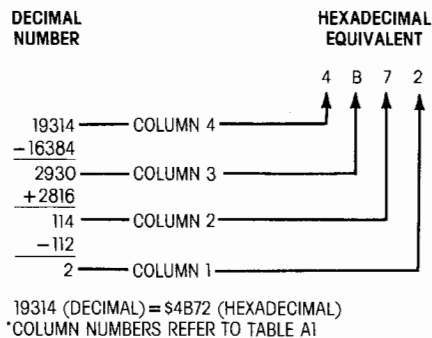 DECIMAL NUMBER
HEXADECIMAL EQUIVALENT
4 B 7 2
19314 COLUMN 4
−16384
2930 COLUMN 3
+2816
114 COLUMN 2
−112
2 COLUMN 1
19314 (DECIMAL) = $4B72 (HEXADECIMAL)
*COLUMN NUMBERS REFER TO TABLE A1